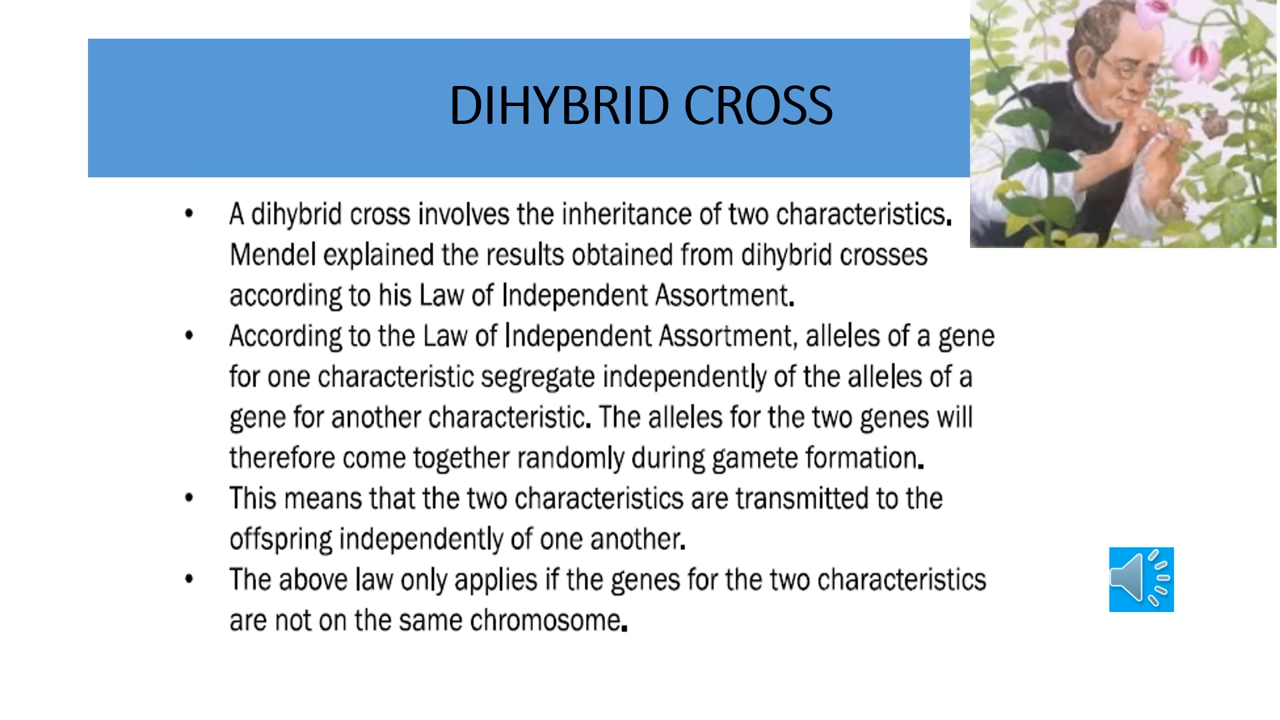 DIHYBRID CROSS
• A dihybrid cross involves the inheritance of two characteristics.
Mendel explained the results obtained from dihybrid crosses
according to his Law of Independent Assortment.
• According to the Law of Independent Assortment, alleles of a gene
for one characteristic segregate independently of the alleles of a
gene for another characteristic. The alleles for the two genes will
therefore come together randomly during gamete formation.
• This means that the two characteristics are transmitted to the
offspring independently of one another.
• The above law only applies if the genes for the two characteristics
are not on the same chromosome.